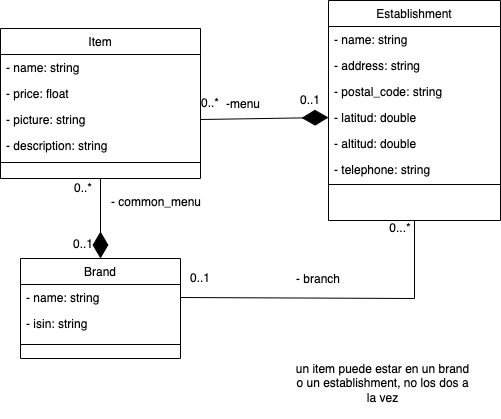 Establishment
- name: string
- address: string
- postal_code: string
- latitud: double
- altitud: double
- telephone: string
Item
- name: string
- price: float
- picture: string
- description: string
0..* -menu
0..1
0..*
- common_menu
0..1
Brand
- name: string
- isin: string
0..1
- branch
0...*
un item puede estar en un brand
o un establishment, no los dos a
la vez